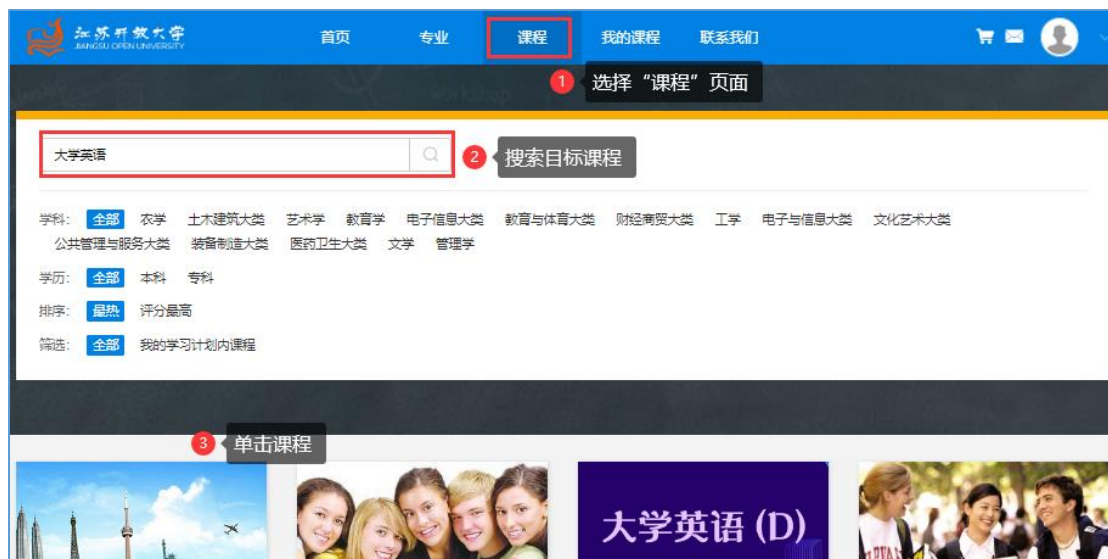 江苏开放大学
JIANGSU OPEN UNIVERSITY
首页 专业 课程 我的课程 联系我们
1 选择“课程”页面
大学英语
2 搜索目标课程
学科: 全部 农学 土木建筑大类 艺术学 教育学 电子信息大类 教育与体育大类 财经商贸大类 工学 电子与信息大类 文化艺术大类
公共管理与服务大类 装备制造大类 医药卫生大类 文学 管理学
学历: 全部 本科 专科
排序: 最热 评分最高
筛选: 全部 我的学习计划内课程
3 单击课程
大学英语 (D)